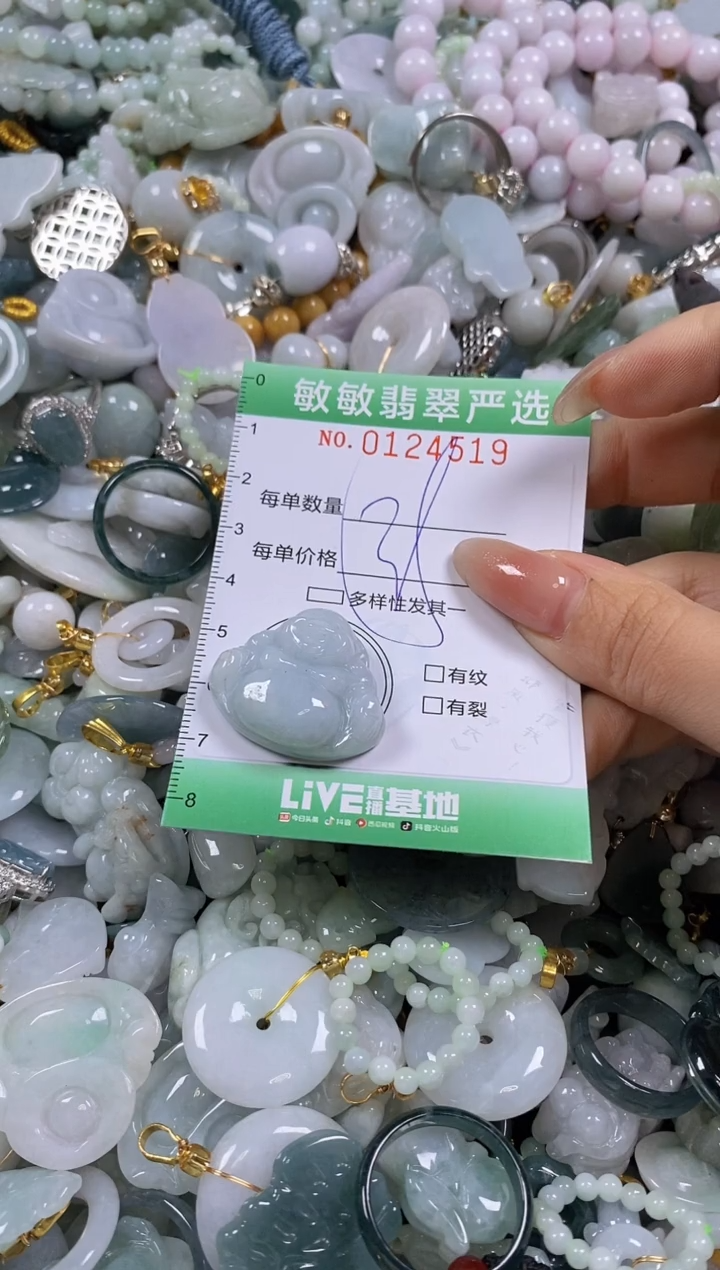 0
敏敏翡翠严选
NO. 0124519
1
2
每单数量
3
每单价格
4
多样性发其一
5
有纹
有裂
7
LiVE直播基地
8
今日头条 抖音 西瓜视频 抖音火山版